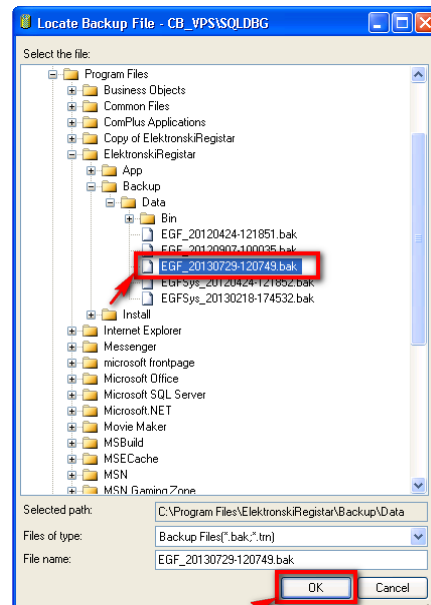 Locate Backup File - CB_VPS\SQLDBG
Select the file:
Program Files
Business Objects
Common Files
ComPlus Applications
Copy of ElektronskiRegistar
ElektronskiRegistar
App
Backup
Data
Bin
EGF_20120424-121851.bak
EGF_20120907-100035.bak
EGF_20130729-120749.bak
EGFSys_20120424-121852.bak
EGFSys_20130218-174532.bak
Install
Internet Explorer
Messenger
microsoft frontpage
Microsoft Office
Microsoft SQL Server
Microsoft.NET
Movie Maker
MSBuild
MSECache
MSN
MSN Gaming Zone
Selected path: C:\Program Files\ElektronskiRegistar\Backup\Data
Files of type: Backup Files(*.bak;*.trn)
File name: EGF_20130729-120749.bak
OK Cancel